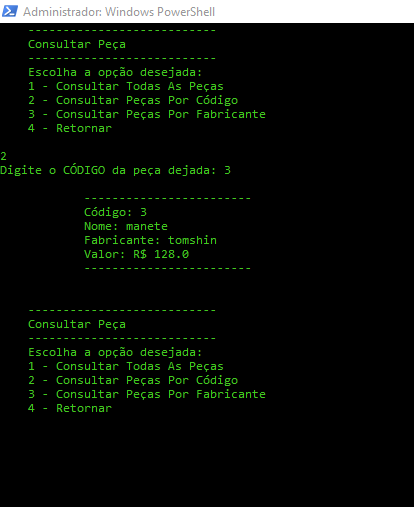 Administrador: Windows PowerShell
---------------------------
Consultar Peça
---------------------------
Escolha a opção desejada:
1 - Consultar Todas As Peças
2 - Consultar Peças Por Código
3 - Consultar Peças Por Fabricante
4 - Retornar
2
Digite o CÓDIGO da peça dejada: 3
------------------------
Código: 3
Nome: manete
Fabricante: tomshin
Valor: R$ 128.0
------------------------
---------------------------
Consultar Peça
---------------------------
Escolha a opção desejada:
1 - Consultar Todas As Peças
2 - Consultar Peças Por Código
3 - Consultar Peças Por Fabricante
4 - Retornar